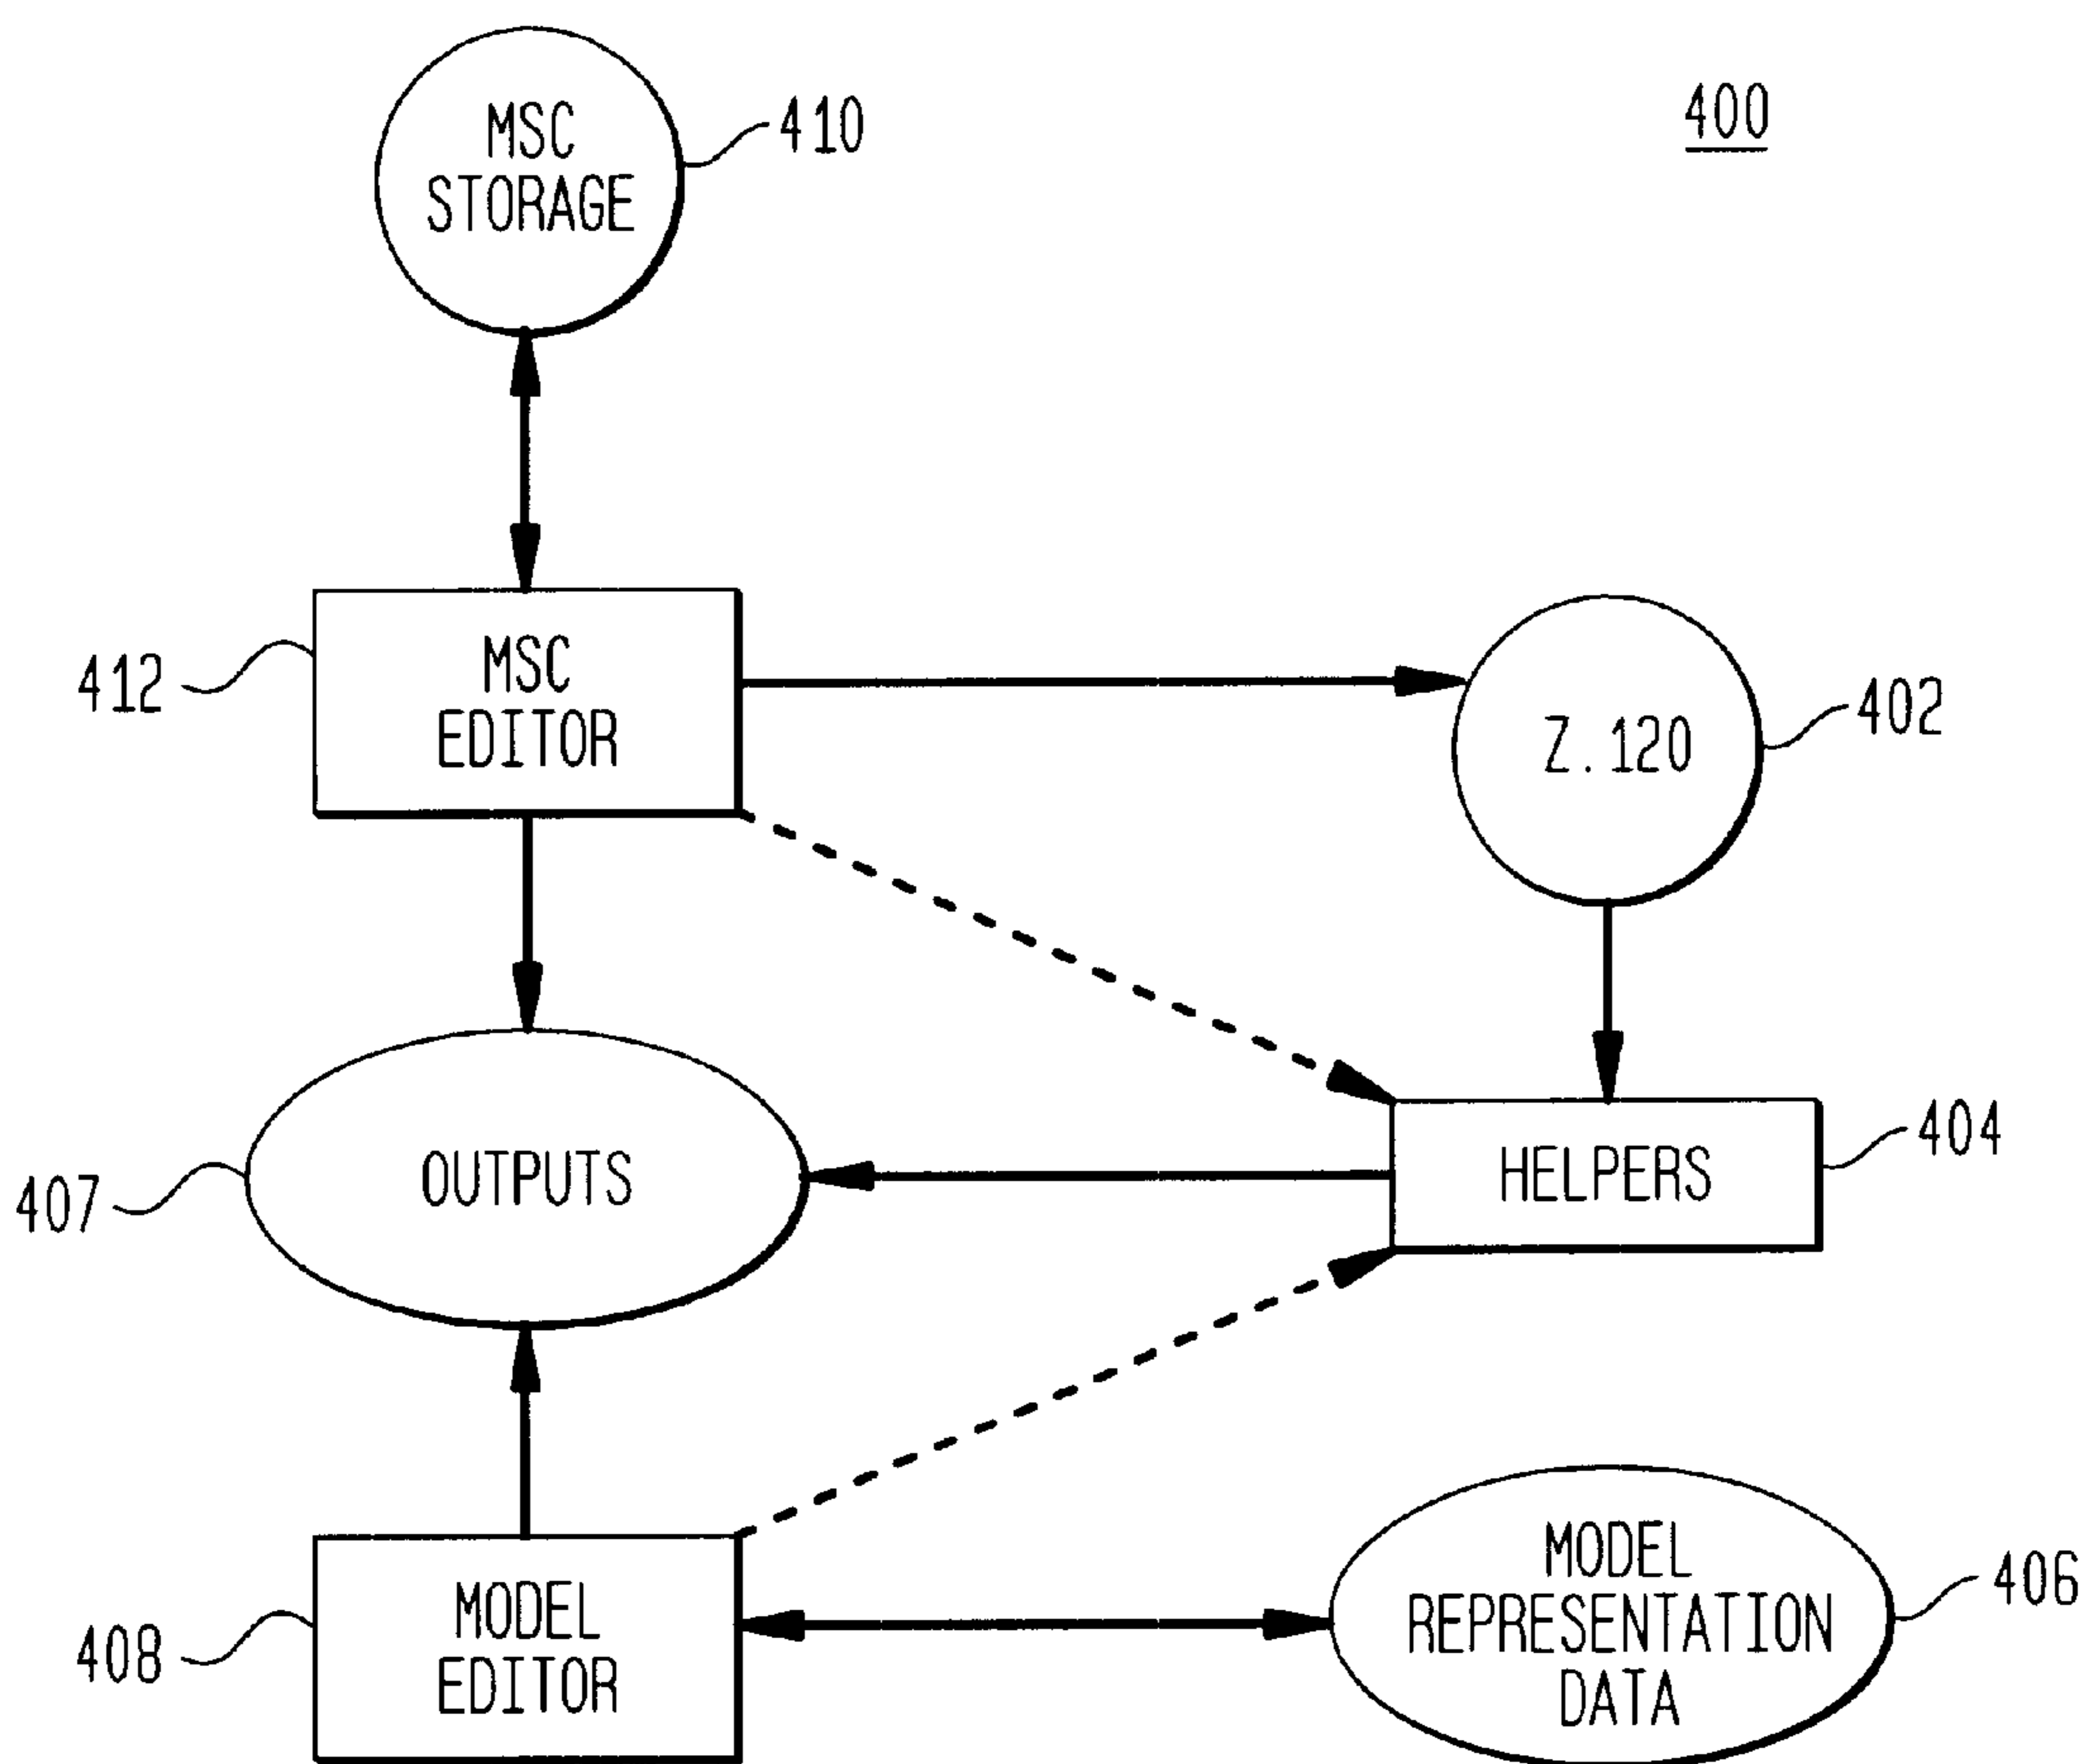 MSC
STORAGE
410
400
MSC
EDITOR
412
Z.120
402
OUTPUTS
407
HELPERS
404
MODEL
EDITOR
408
MODEL
REPRESENTATION
DATA
406